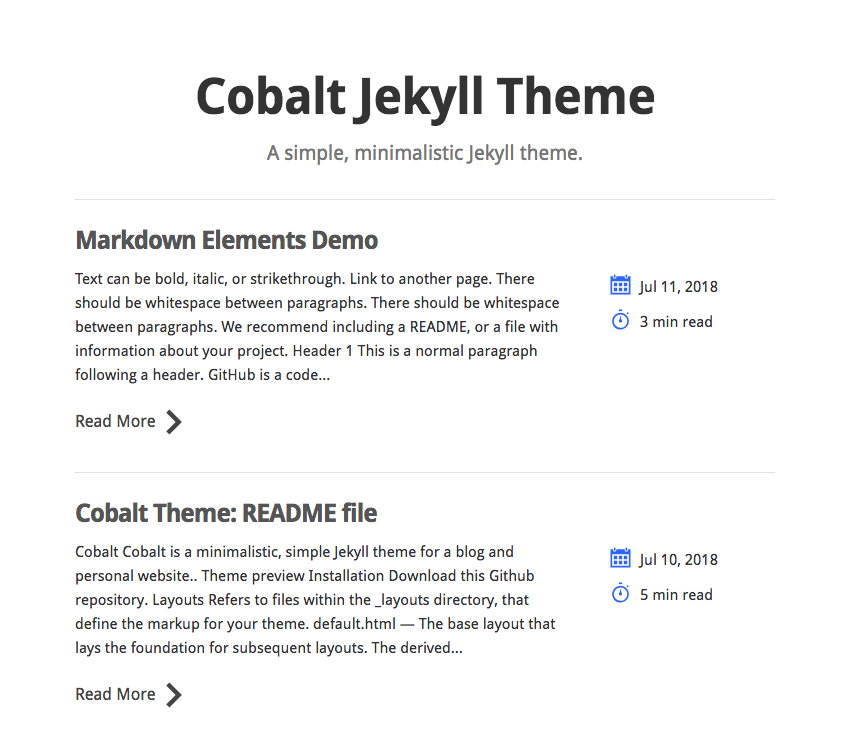 Cobalt Jekyll Theme
A simple, minimalistic Jekyll theme.
Markdown Elements Demo
Text can be bold, italic, or strikethrough. Link to another page. There
should be whitespace between paragraphs. There should be whitespace
between paragraphs. We recommend including a README, or a file with
information about your project. Header 1 This is a normal paragraph
following a header. GitHub is a code...
Jul 11, 2018
3 min read
Read More
Cobalt Theme: README file
Cobalt Cobalt is a minimalistic, simple Jekyll theme for a blog and
personal website.. Theme preview Installation Download this Github
repository. Layouts Refers to files within the _layouts directory, that
define the markup for your theme. default.html — The base layout that
lays the foundation for subsequent layouts. The derived...
Jul 10, 2018
5 min read
Read More